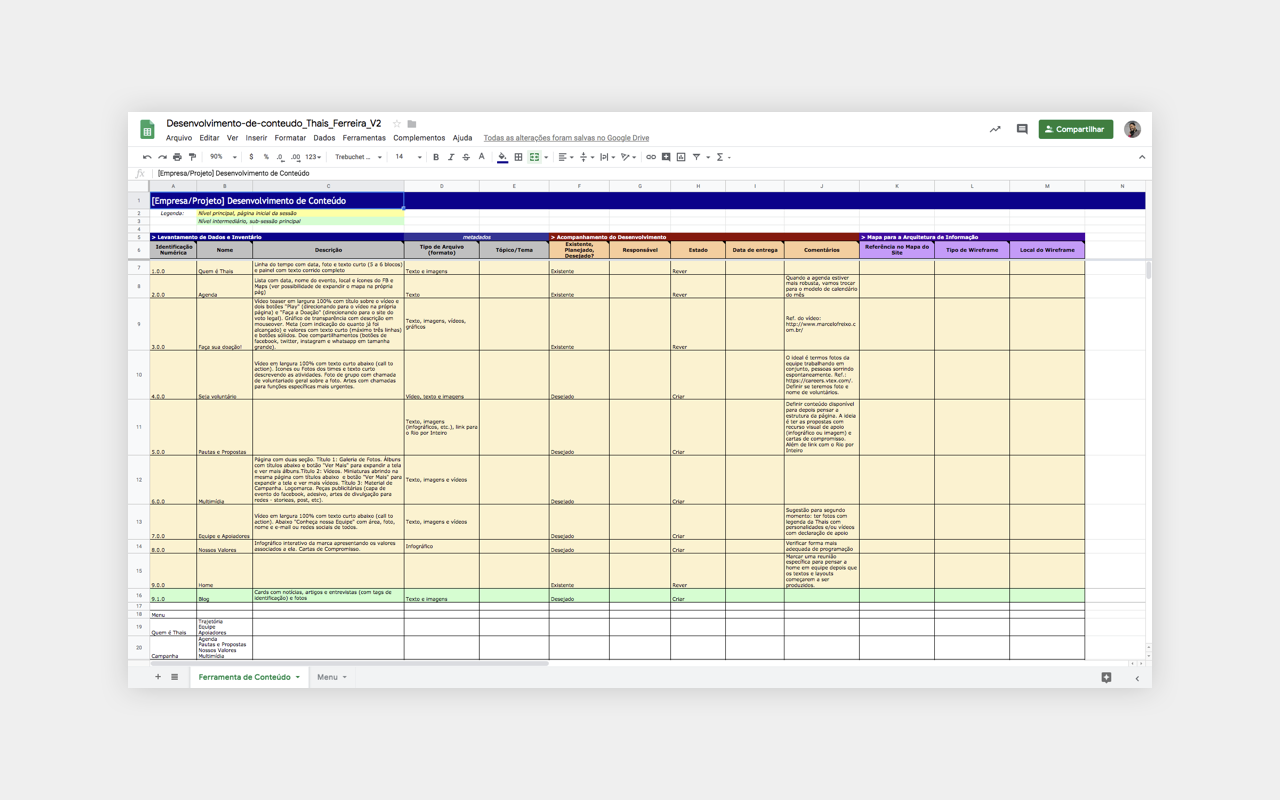 Desenvolvimento-de-conteudo_Thais_Ferreira_V2
Arquivo Editar Ver Inserir Formatar Dados Ferramentas Complementos Ajuda Todas as alterações foram salvas no Google Drive
Compartilhar
90% $ % .0 .00 123 Trebuchet ... 14 B I S A
fx [Empresa/Projeto] Desenvolvimento de Conteúdo
A B C D E F G H I J K L M N
1 [Empresa/Projeto] Desenvolvimento de Conteúdo
2 Legenda: Nível principal, página inicial da sessão
3 Nível intermediário, sub-sessão principal
4
5 > Levantamento de Dados e Inventário metadados > Acompanhamento do Desenvolvimento > Mapa para a Arquitetura da Informação
6
Identificação
Numérica
Nome
Descrição
Tipo de Arquivo
(formato)
Tópico/Tema
Existente,
Planejado,
Desejado?
Responsável
Estado
Data de entrega
Comentários
Referência no Mapa do
Site
Tipo de Wireframe
Local do Wireframe
7
1.0.0
Quem é Thais
Linha do tempo com data, foto e texto curto (5 a 6 blocos)
e painel com texto corrido completo
Texto e imagens
Existente
Rever
8
2.0.0
Agenda
Lista com data, nome do evento, local e ícones do FB e
Maps (ver possibilidade de expandir o mapa na própria
pág)
Texto
Existente
Rever
Quando a agenda estiver
mais robusta, vamos trocar
para o modelo de calendário
do mês
9
3.0.0
Faça sua doação!
Vídeo teaser em largura 100% com título sobre o vídeo e
dois botões "Play" (direcionando para o vídeo na própria
página) e "Faça a Doação" (direcionando para o site do
voto legal). Gráfico de transparência com descrição em
mouseover. Meta (com indicação do quanto já foi
alcançado) e valores com texto curto (máximo três linhas)
e botões sólidos. Doe compartilhamentos (botões de
facebook, twitter, instagram e whatsapp em tamanha
grande).
Texto, imagens, vídeos,
gráficos
Existente
Rever
Ref. do vídeo:
http://www.marcelofreixo.c
om.br/
10
4.0.0
Seja voluntário
Vídeo em largura 100% com texto curto abaixo (call to
action). Ícones ou Fotos dos times e texto curto
descrevendo as atividades. Foto de grupo com chamada
de voluntariado geral sobre a foto. Artes com chamadas
para funções específicas mais urgentes.
Vídeo, texto e imagens
Desejado
Criar
O ideal é termos fotos da
equipe trabalhando em
conjunto, pessoas sorrindo
espontaneamente. Ref.:
https://careers.vtex.com/.
Definir se teremos foto e
nome de voluntários.
11
5.0.0
Pautas e Propostas
Texto, imagens
(infográficos, etc.), link para
o Rio por Inteiro
Desejado
Criar
Definir conteúdo disponível
para depois pensar a
estrutura da página. A ideia
é ter as propostas com
recurso visual de apoio
(infográfico ou imagem) e
cartas de compromisso.
Além de link com o Rio por
Inteiro
12
6.0.0
Multimídia
Página com duas seção. Título 1: Galeria de Fotos. Álbuns
com títulos abaixo e botão "Ver Mais" para expandir a tela
e ver mais álbuns.Título 2: Vídeos. Miniaturas abrindo na
mesma página com títulos abaixo e botão "Ver Mais" para
expandir a tela e ver mais vídeos. Título 3: Material de
Campanha. Logomarca. Peças publicitárias (capa de
evento do facebook, adesivo, artes de divulgação para
redes - storieas, post, etc).
Texto, imagens e vídeos
Desejado
Criar
13
7.0.0
Equipe e Apoiadores
Vídeo em largura 100% com texto curto abaixo (call to
action). Abaixo "Conheça nossa Equipe" com área, foto,
nome e e-mail ou redes sociais de todos.
Texto, imagens e vídeos
Desejado
Criar
Sugestão para segundo
momento: ter fotos com
legenda da Thais com
personalidades e/ou vídeos
com declaração de apoio
14
8.0.0
Nossos Valores
Infográfico interativo da marca apresentando os valores
associados a ela. Cartas de Compromisso.
Infográfico
Desejado
Criar
Verificar forma mais
adequada de programação
15
9.0.0
Home
Existente
Rever
Marcar uma reunião
específica para pensar a
home em equipe depois que
os textos e layouts
começarem a ser
produzidos.
16
9.1.0
Blog
Cards com notícias, artigos e entrevistas (com tags de
identificação) e fotos
Texto e imagens
Desejado
Criar
17
18 Menu
19
Quem é Thais
Trajetória
Equipe
Apoiadores
20
Campanha
Agenda
Pautas e Propostas
Nossos Valores
Multimídia
Ferramenta de Conteúdo Menu